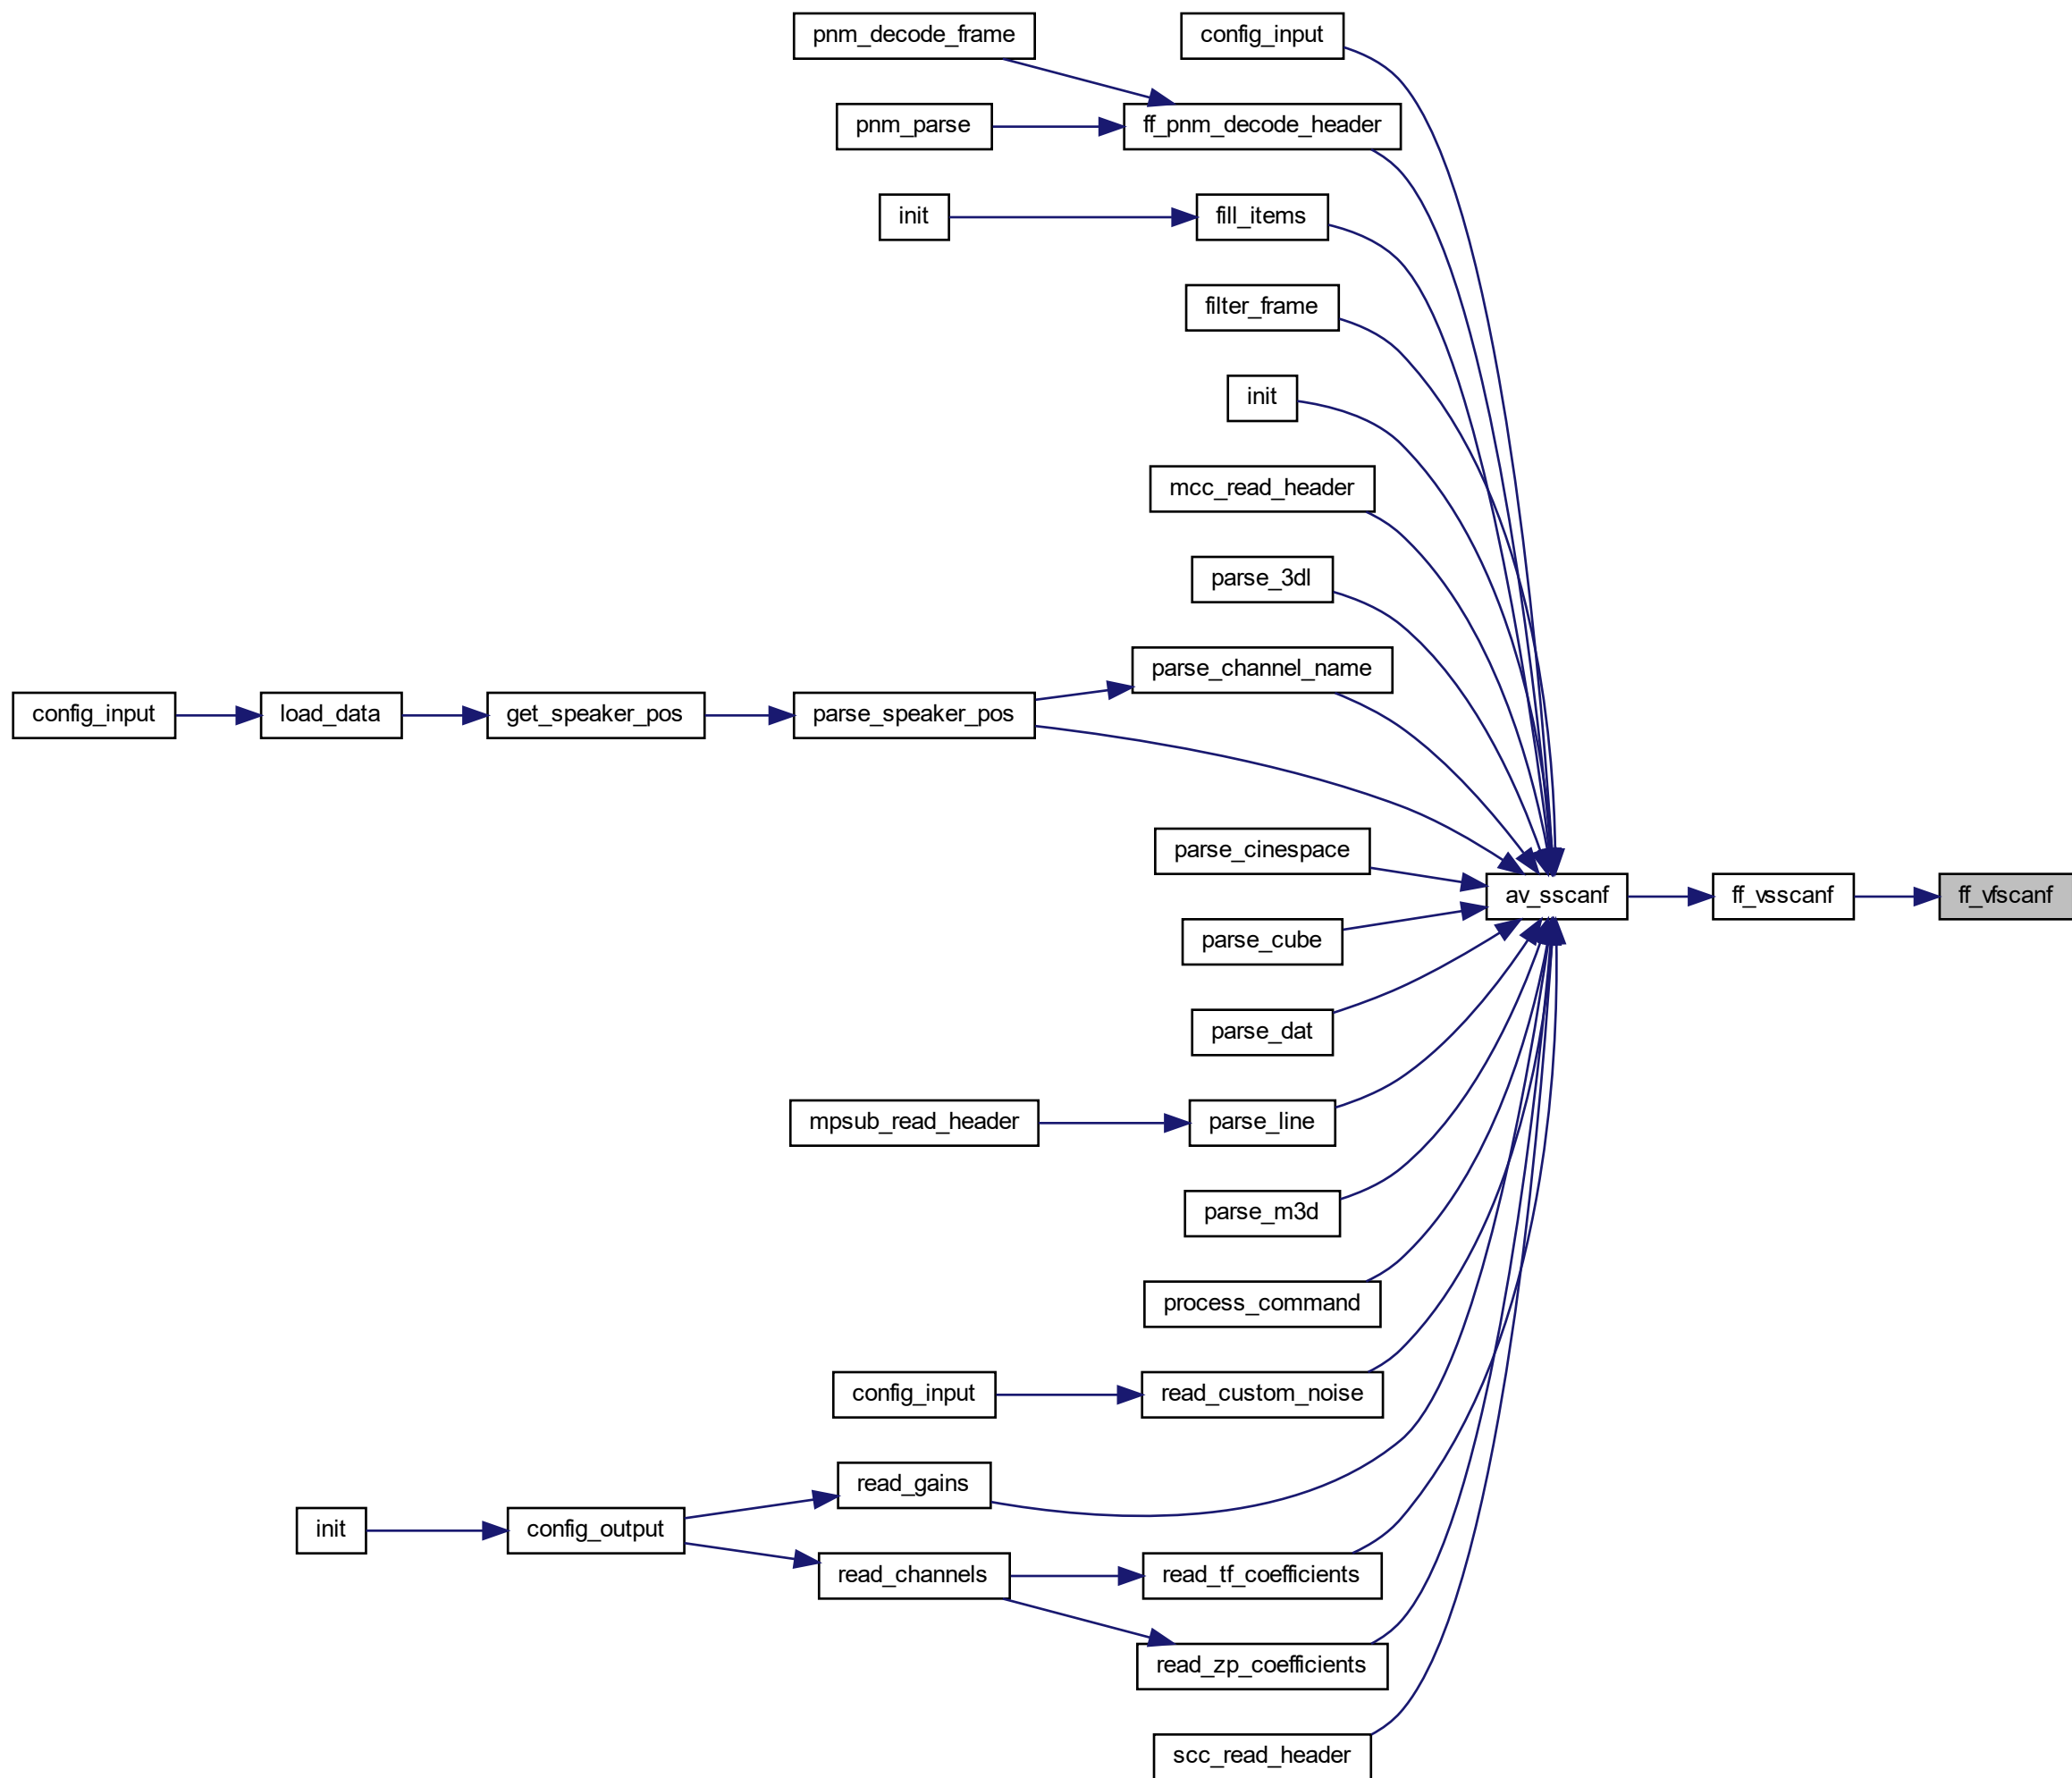 pnm_decode_frame
config_input
ff_pnm_decode_header
pnm_parse
init
fill_items
filter_frame
init
mcc_read_header
parse_3dl
parse_channel_name
config_input
load_data
get_speaker_pos
parse_speaker_pos
parse_cinespace
av_sscanf
ff_vsscanf
ff_vfscanf
parse_cube
parse_dat
mpsub_read_header
parse_line
parse_m3d
process_command
config_input
read_custom_noise
read_gains
init
config_output
read_channels
read_tf_coefficients
read_zp_coefficients
scc_read_header